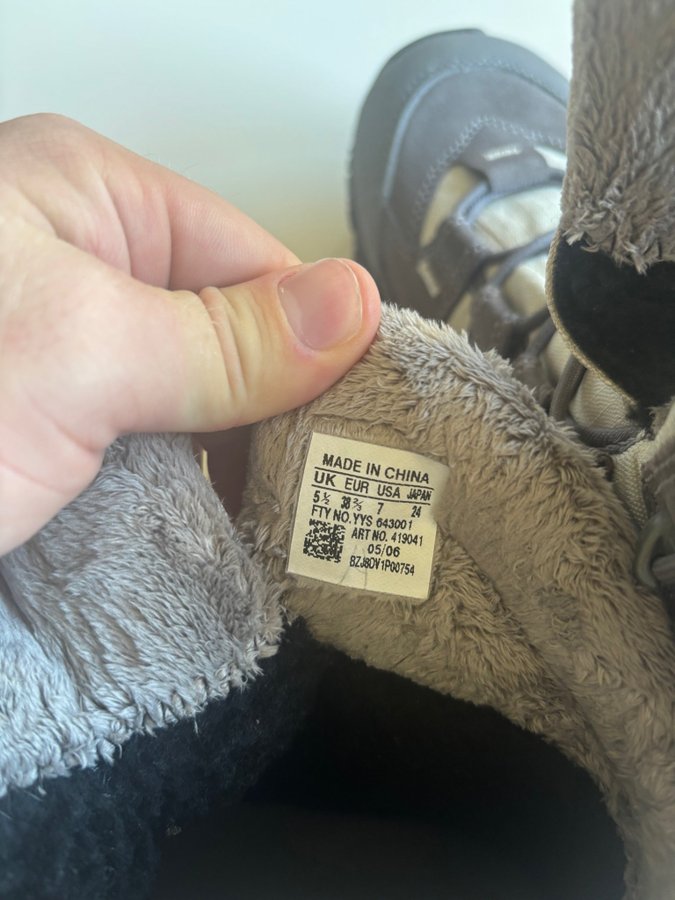 MADE IN CHINA
UK EUR USA JAPAN
5½ 38⅔ 7 24
FTY NO.YYS 643001
ART NO. 419041
05/06
BZJ8OV1P00754